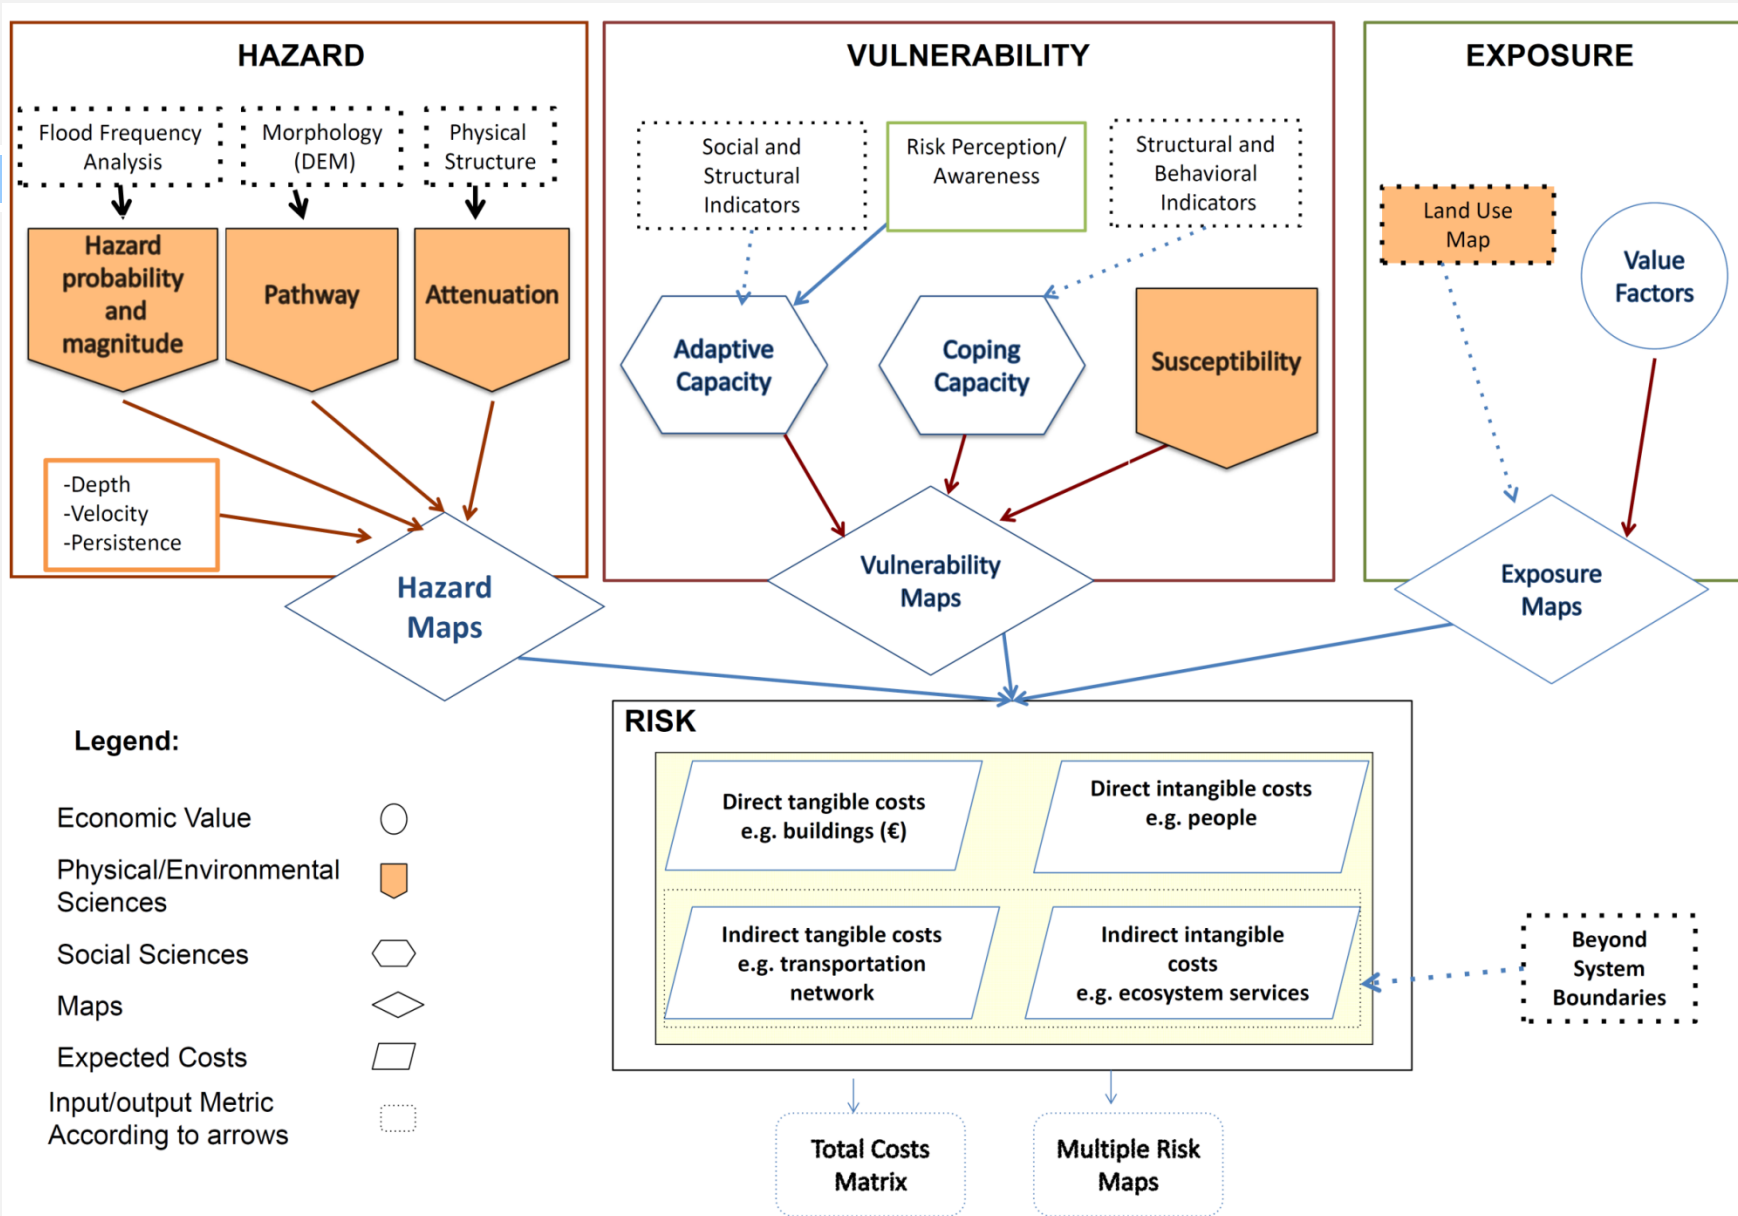 HAZARD
Flood Frequency
Analysis
Morphology
(DEM)
Physical
Structure
Hazard
probability
and
magnitude
Pathway
Attenuation
-Depth
-Velocity
-Persistence
Hazard
Maps
VULNERABILITY
Social and
Structural
Indicators
Risk Perception/
Awareness
Structural and
Behavioral
Indicators
Adaptive
Capacity
Coping
Capacity
Susceptibility
Vulnerability
Maps
EXPOSURE
Land Use
Map
Value
Factors
Exposure
Maps
RISK
Direct tangible costs
e.g. buildings (€)
Direct intangible costs
e.g. people
Indirect tangible costs
e.g. transportation
network
Indirect intangible
costs
e.g. ecosystem services
Beyond
System
Boundaries
Total Costs
Matrix
Multiple Risk
Maps
Legend:
Economic Value
Physical/Environmental
Sciences
Social Sciences
Maps
Expected Costs
Input/output Metric
According to arrows